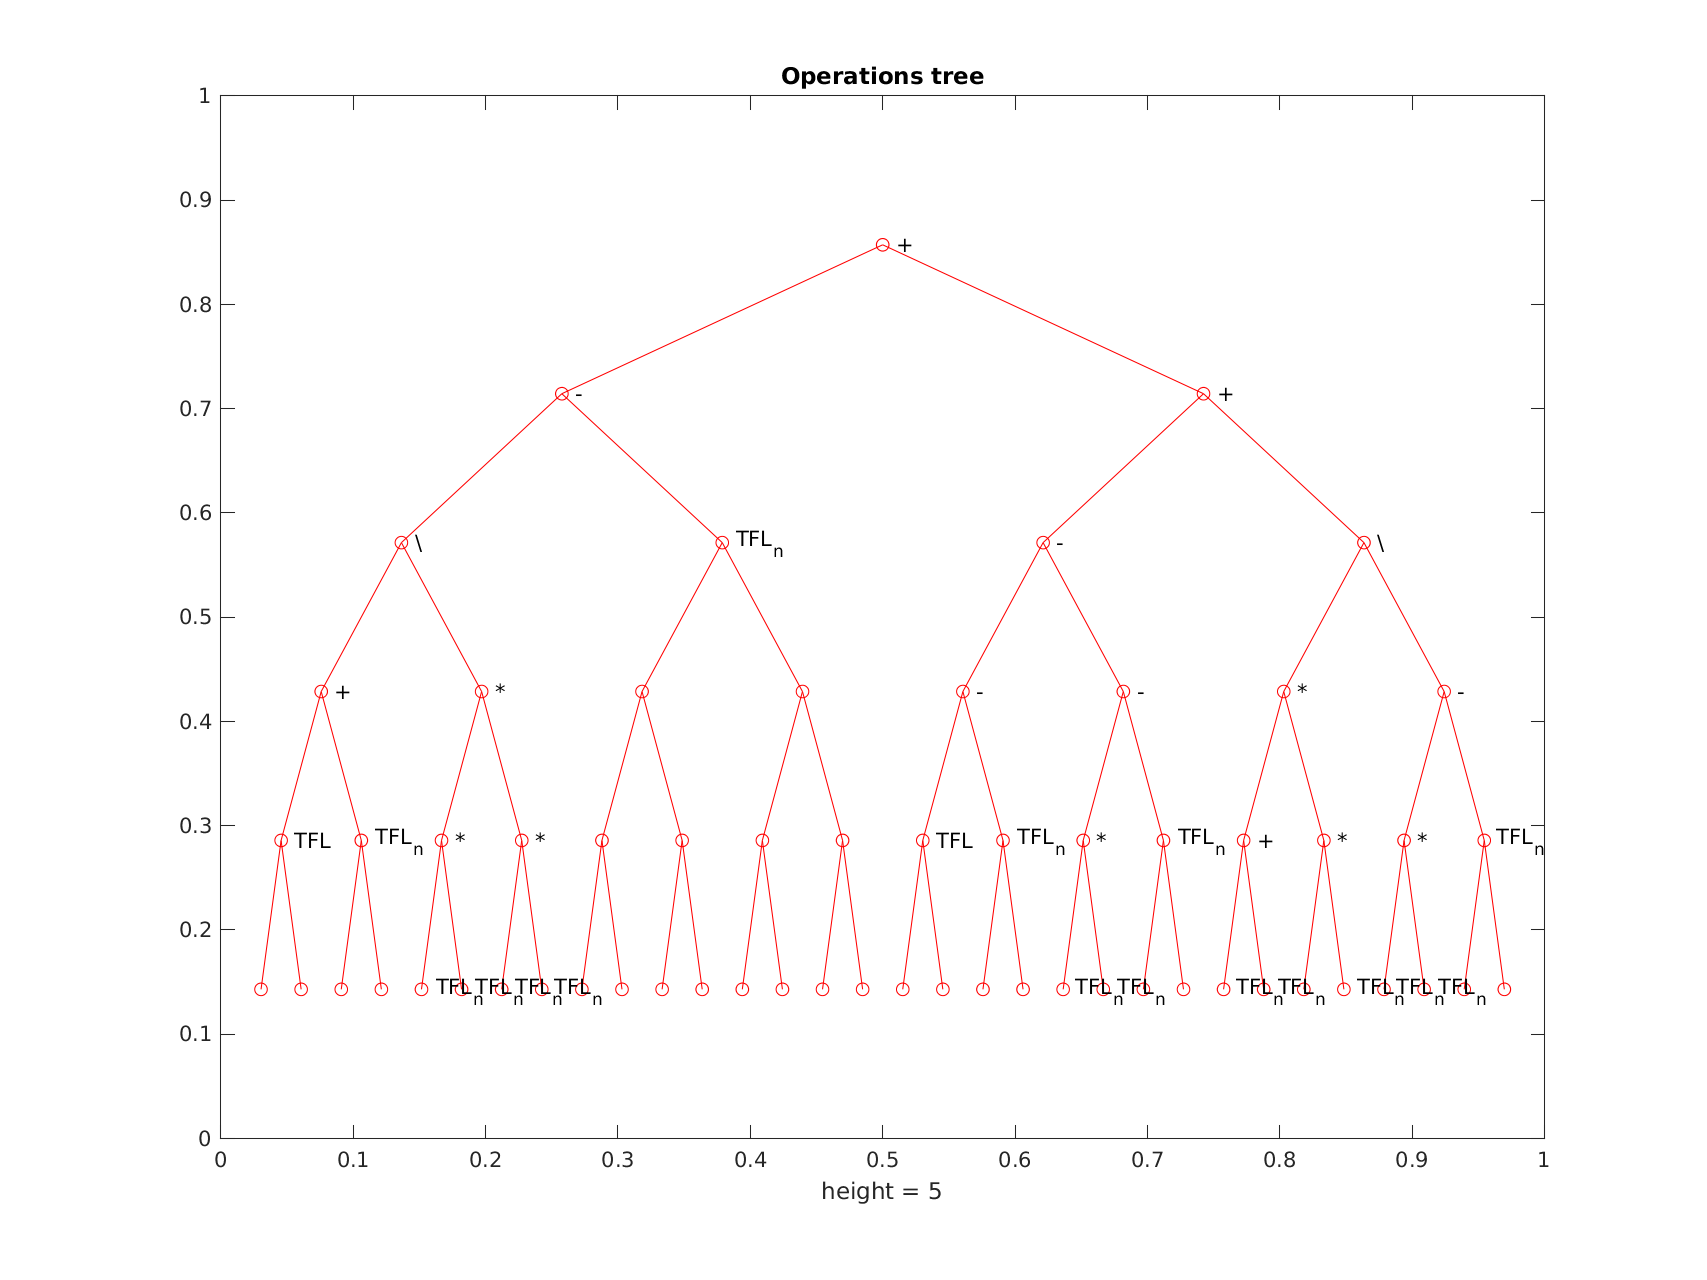 Operations tree
1
0.9
+
0.8
- +
0.7
0.6
\ TFLn - \
0.5
+ * - - * -
0.4
0.3
TFL TFLn * * TFL TFLn * TFLn + * * TFLn
0.2
TFLn TFLn TFLn TFLn TFLn TFLn TFLn TFLn TFLn TFLn TFLn
0.1
0
0 0.1 0.2 0.3 0.4 0.5 0.6 0.7 0.8 0.9 1
height = 5